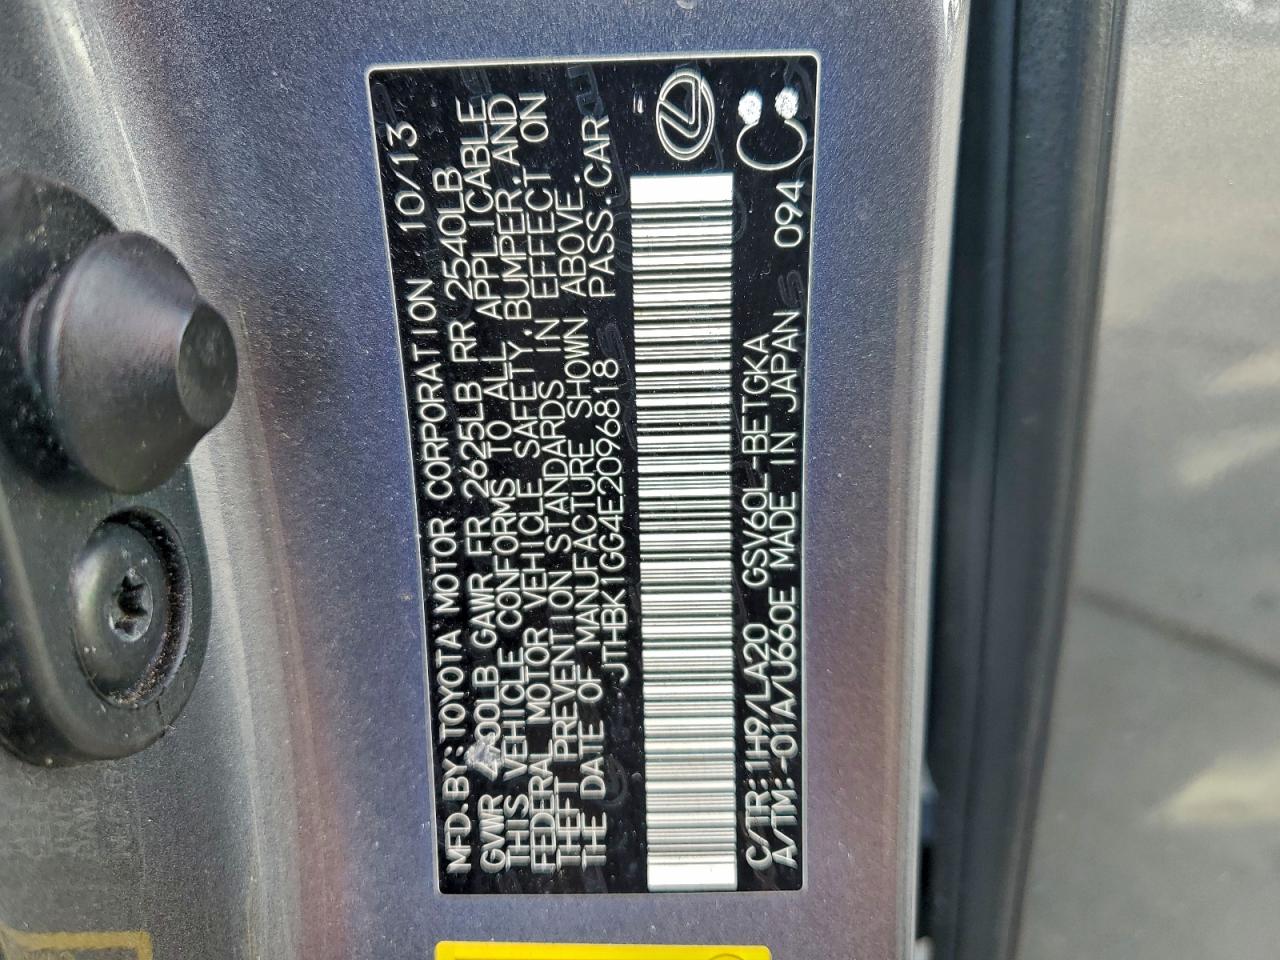 MFD.BY:TOYOTA MOTOR CORPORATION 10/13
GVWR 00LB GAWR FR 2625LB RR 2540LB
THIS VEHICLE CONFORMS TO ALL APPLICABLE
FEDERAL MOTOR VEHICLE SAFETY,BUMPER,AND
THEFT PREVENTION STANDARDS IN EFFECT ON
THE DATE OF MANUFACTURE SHOWN ABOVE.
JTHBK1GG4E2096818 PASS.CAR
C/TR:1H9/LA20 GSV60L-BETGKA
A/TM:-01A/U660E MADE IN JAPAN 094